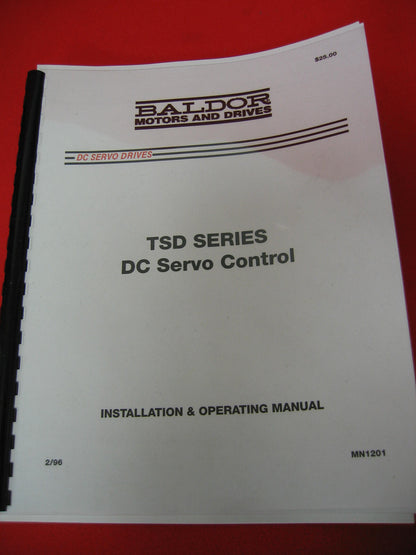 $25.00
BALDOR
MOTORS AND DRIVES
DC SERVO DRIVES
TSD SERIES
DC Servo Control
INSTALLATION & OPERATING MANUAL
2/96
MN1201